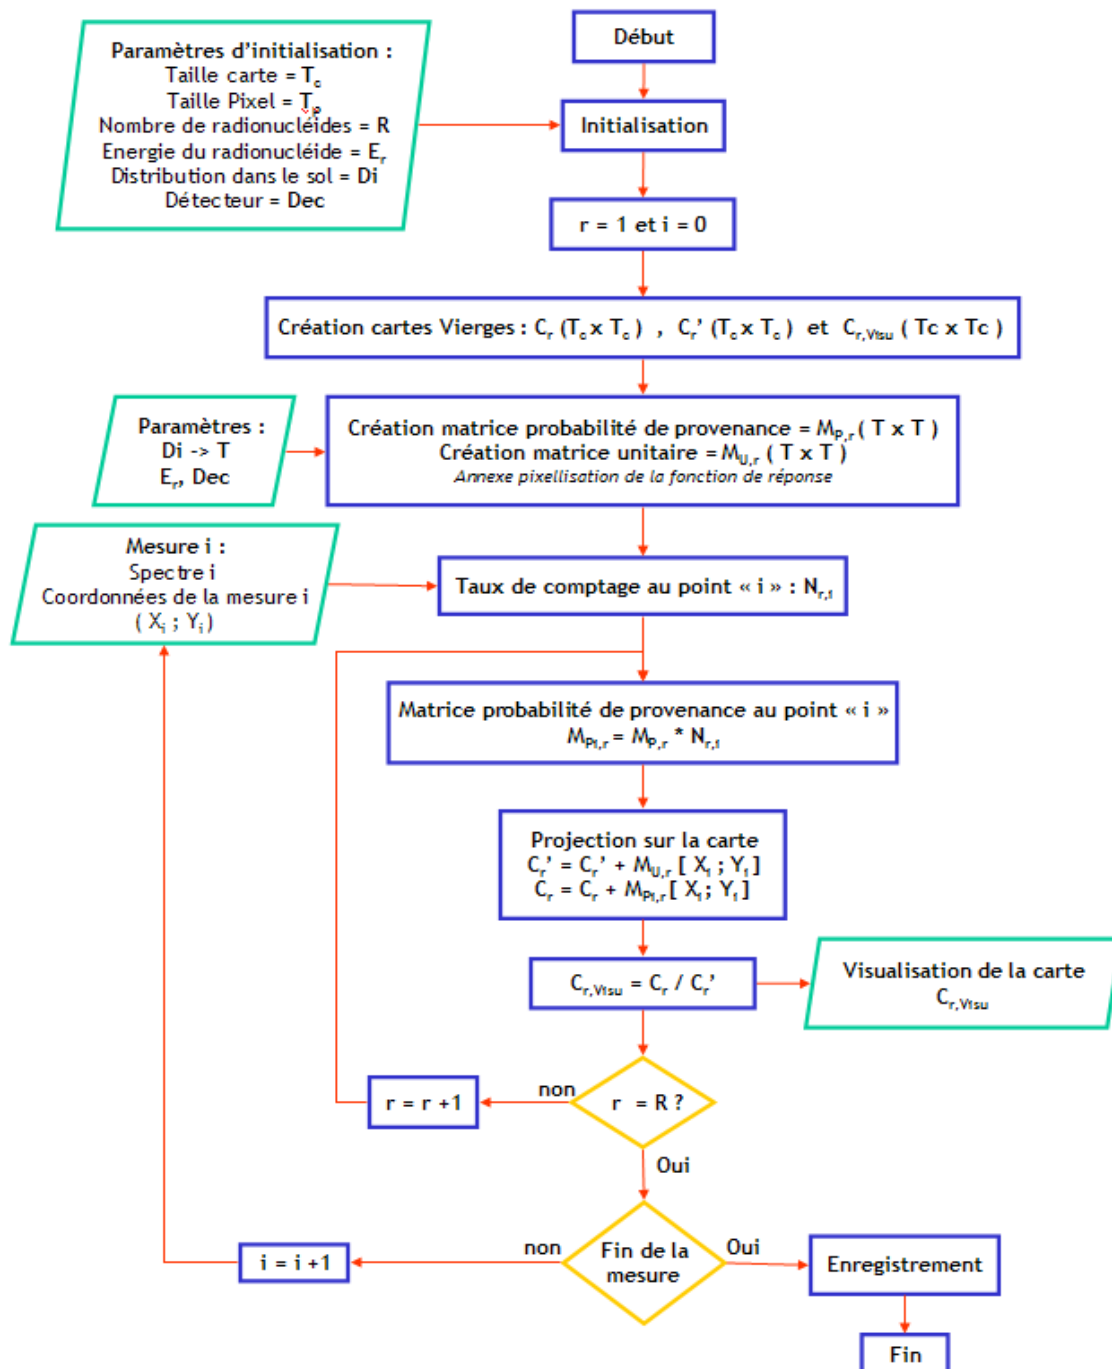 Début
Paramètres d'initialisation :
Taille carte = Tc
Taille Pixel = Tp
Nombre de radionucléides = R
Energie du radionucléide = Er
Distribution dans le sol = Di
Détecteur = Dec
Initialisation
r = 1 et i = 0
Création cartes Vierges : Cr (Tc x Tc) , Cr' (Tc x Tc) et Cr,Visu ( Tc x Tc )
Paramètres :
Di -> T
Er, Dec
Création matrice probabilité de provenance = MP,r ( T x T )
Création matrice unitaire = MU,r ( T x T )
Annexe pixellisation de la fonction de réponse
Mesure i :
Spectre i
Coordonnées de la mesure i
( Xi ; Yi )
Taux de comptage au point « i » : Nr,i
Matrice probabilité de provenance au point « i »
MPi,r = MP,r * Nr,i
Projection sur la carte
Cr' = Cr' + MU,r [ Xi ; Yi ]
Cr = Cr + MPi,r [ Xi ; Yi ]
Cr,Visu = Cr / Cr'
Visualisation de la carte
Cr,Visu
r = R ?
non
r = r +1
Oui
Fin de la
mesure
non
i = i +1
Oui
Enregistrement
Fin